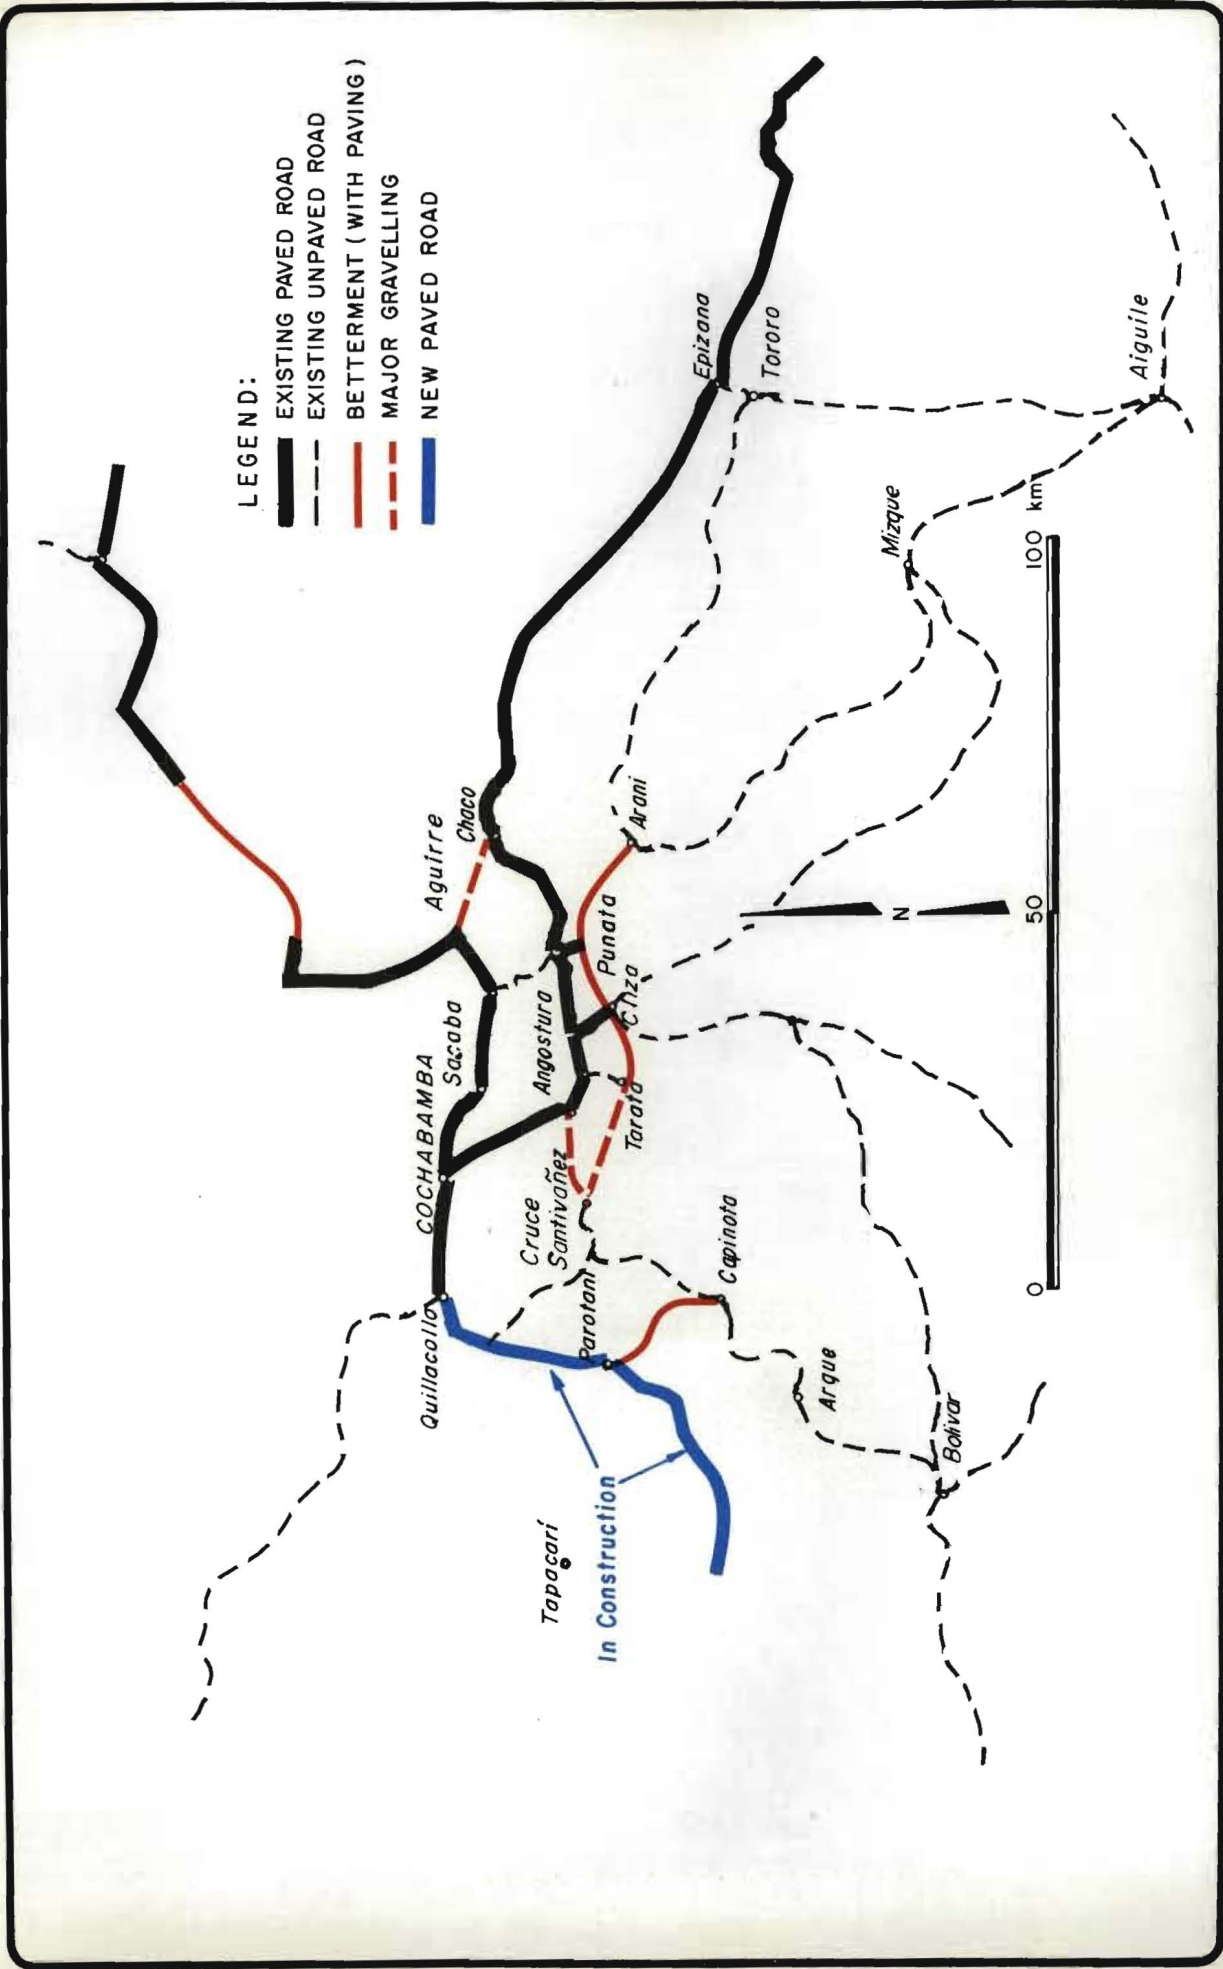 LEGEND:
EXISTING PAVED ROAD
EXISTING UNPAVED ROAD
BETTERMENT (WITH PAVING)
MAJOR GRAVELLING
NEW PAVED ROAD
Quillacollo
COCHABAMBA
Sacaba
Aguirre
Chaco
Epizana
Tororo
Angostura
Punata
Arani
Cliza
Tarata
Cruce
Santivañez
Parotani
Capinota
Tapacarí
In Construction
Arque
Bolivar
Mizque
Aiguile
N
0
50
100 km